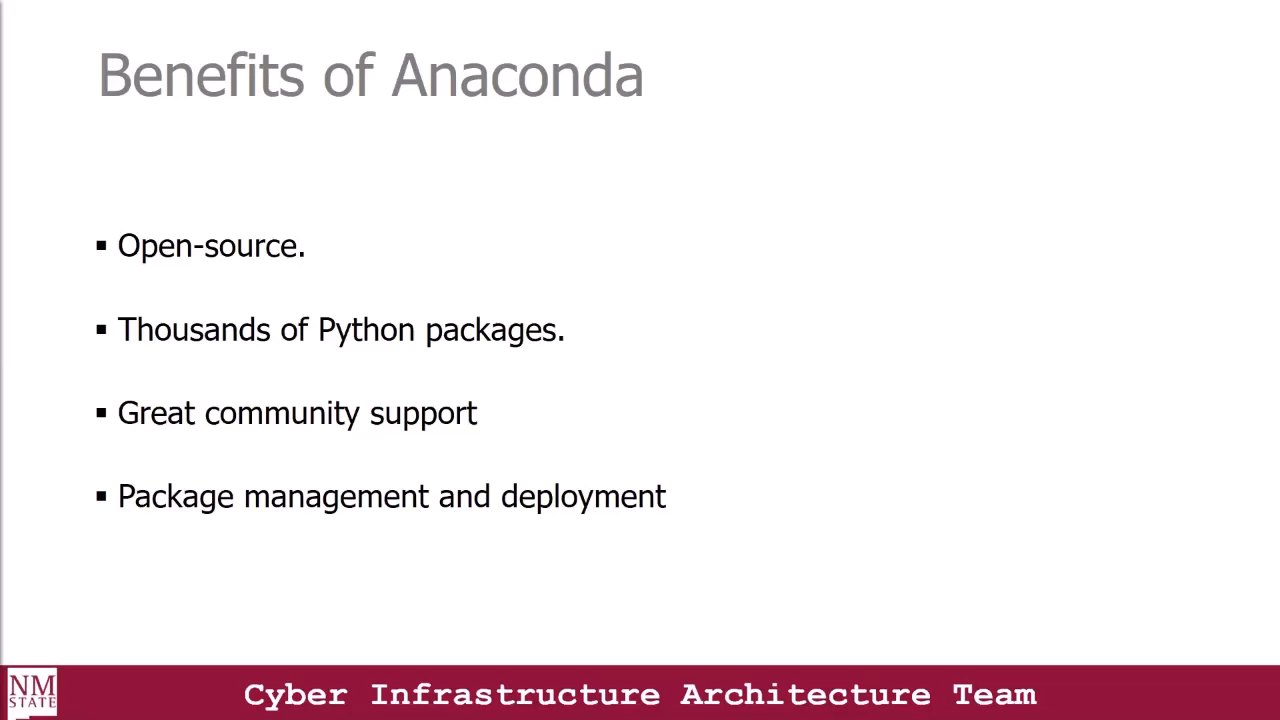 Benefits of Anaconda
▪ Open-source.
▪ Thousands of Python packages.
▪ Great community support
▪ Package management and deployment
NM
STATE
Cyber Infrastructure Architecture Team